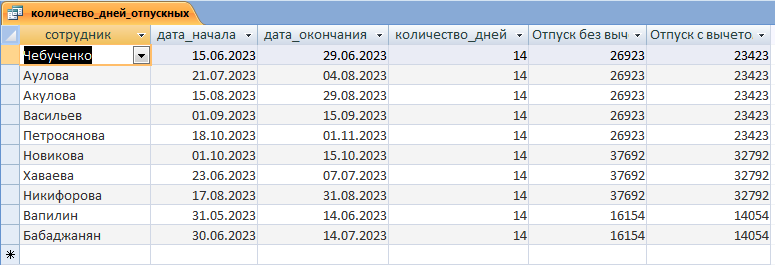 количество_дней_отпускных
сотрудник дата_начала дата_окончания количество_дней Отпуск без выч Отпуск с вычето
Чебученко 15.06.2023 29.06.2023 14 26923 23423
Аулова 21.07.2023 04.08.2023 14 26923 23423
Акулова 15.08.2023 29.08.2023 14 26923 23423
Васильев 01.09.2023 15.09.2023 14 26923 23423
Петросянова 18.10.2023 01.11.2023 14 26923 23423
Новикова 01.10.2023 15.10.2023 14 37692 32792
Хаваева 23.06.2023 07.07.2023 14 37692 32792
Никифорова 17.08.2023 31.08.2023 14 37692 32792
Вапилин 31.05.2023 14.06.2023 14 16154 14054
Бабаджанян 30.06.2023 14.07.2023 14 16154 14054